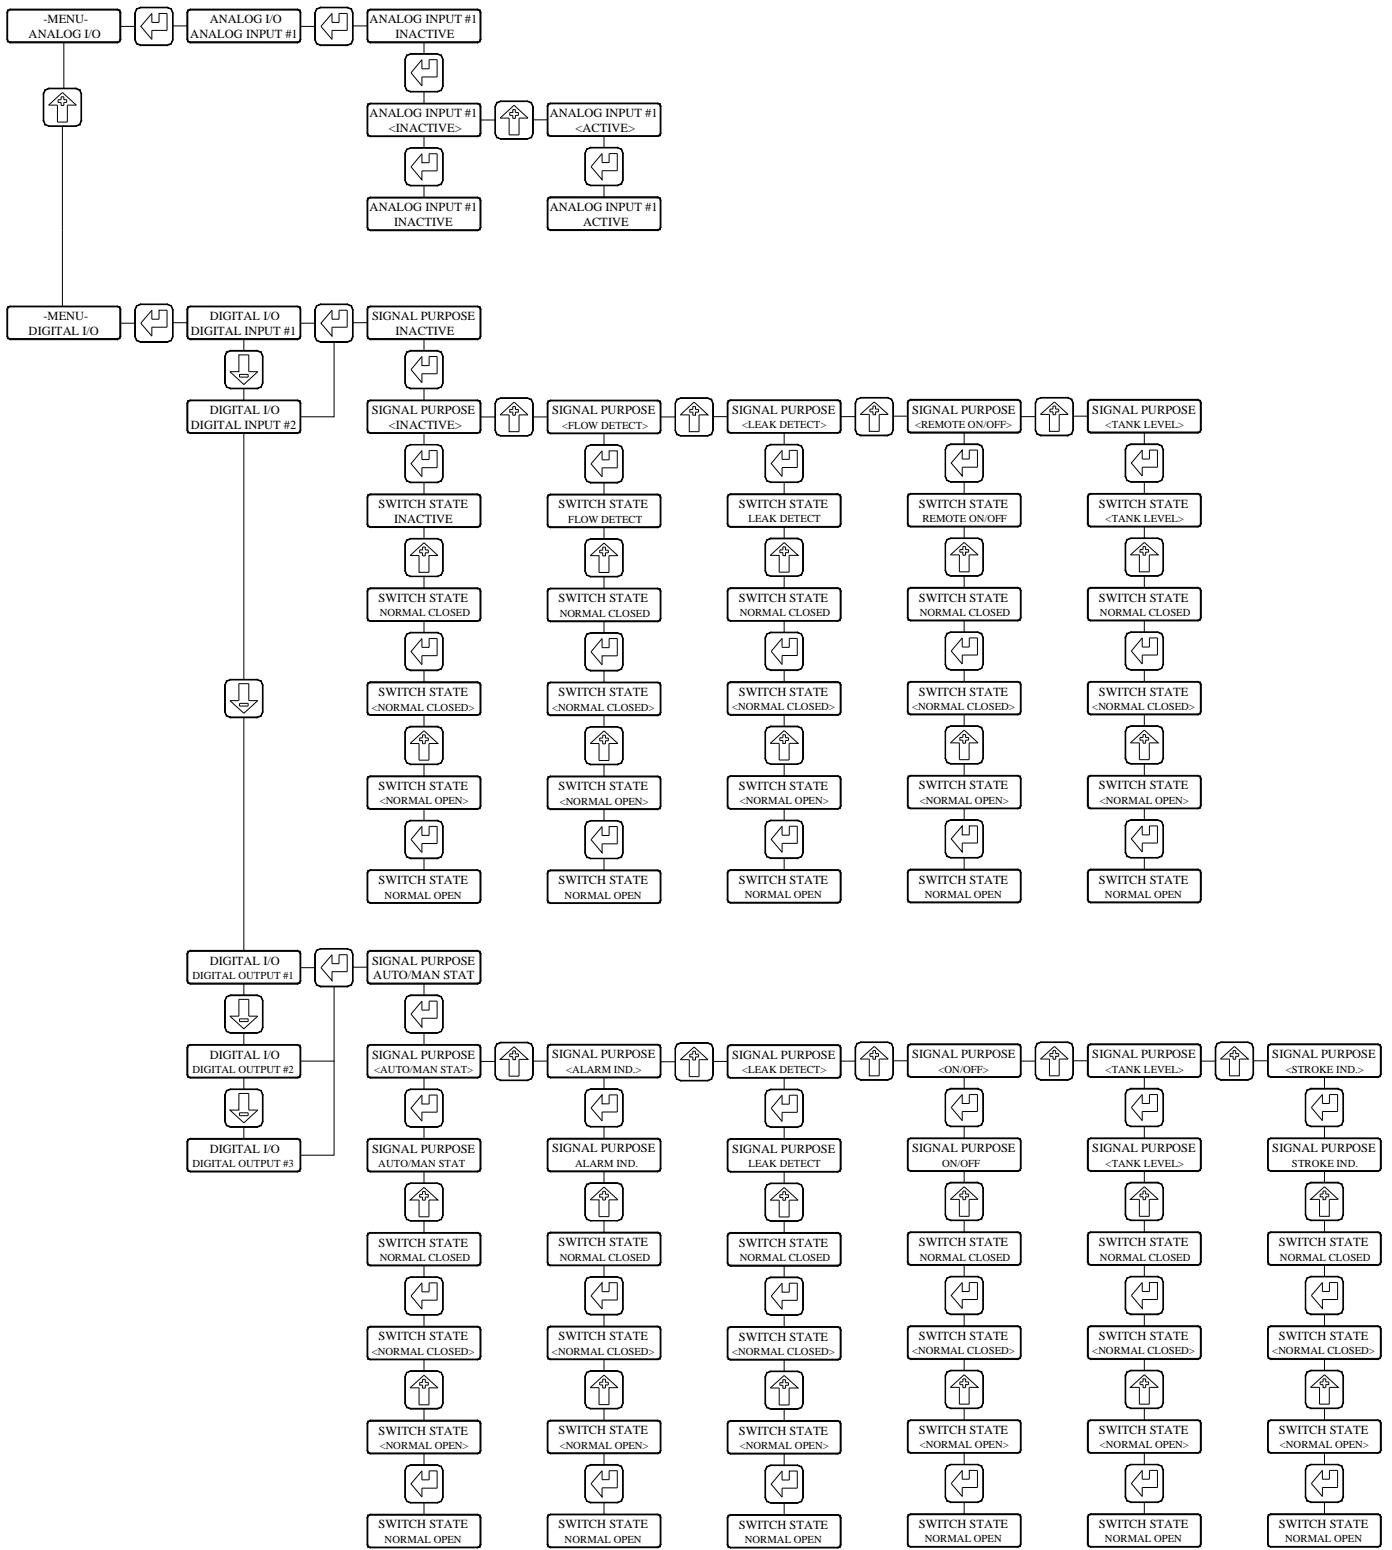 -MENU-
ANALOG I/O
ANALOG I/O
ANALOG INPUT #1
ANALOG INPUT #1
INACTIVE
ANALOG INPUT #1
<INACTIVE>
ANALOG INPUT #1
<ACTIVE>
ANALOG INPUT #1
INACTIVE
ANALOG INPUT #1
ACTIVE
-MENU-
DIGITAL I/O
DIGITAL I/O
DIGITAL INPUT #1
SIGNAL PURPOSE
INACTIVE
DIGITAL I/O
DIGITAL INPUT #2
SIGNAL PURPOSE
<INACTIVE>
SIGNAL PURPOSE
<FLOW DETECT>
SIGNAL PURPOSE
<LEAK DETECT>
SIGNAL PURPOSE
<REMOTE ON/OFF>
SIGNAL PURPOSE
<TANK LEVEL>
SWITCH STATE
INACTIVE
SWITCH STATE
FLOW DETECT
SWITCH STATE
LEAK DETECT
SWITCH STATE
REMOTE ON/OFF
SWITCH STATE
<TANK LEVEL>
SWITCH STATE
NORMAL CLOSED
SWITCH STATE
NORMAL CLOSED
SWITCH STATE
NORMAL CLOSED
SWITCH STATE
NORMAL CLOSED
SWITCH STATE
NORMAL CLOSED
SWITCH STATE
<NORMAL CLOSED>
SWITCH STATE
<NORMAL CLOSED>
SWITCH STATE
<NORMAL CLOSED>
SWITCH STATE
<NORMAL CLOSED>
SWITCH STATE
<NORMAL CLOSED>
SWITCH STATE
<NORMAL OPEN>
SWITCH STATE
<NORMAL OPEN>
SWITCH STATE
<NORMAL OPEN>
SWITCH STATE
<NORMAL OPEN>
SWITCH STATE
<NORMAL OPEN>
SWITCH STATE
NORMAL OPEN
SWITCH STATE
NORMAL OPEN
SWITCH STATE
NORMAL OPEN
SWITCH STATE
NORMAL OPEN
SWITCH STATE
NORMAL OPEN
DIGITAL I/O
DIGITAL OUTPUT #1
SIGNAL PURPOSE
AUTO/MAN STAT
DIGITAL I/O
DIGITAL OUTPUT #2
SIGNAL PURPOSE
<AUTO/MAN STAT>
SIGNAL PURPOSE
<ALARM IND.>
SIGNAL PURPOSE
<LEAK DETECT>
SIGNAL PURPOSE
<ON/OFF>
SIGNAL PURPOSE
<TANK LEVEL>
SIGNAL PURPOSE
<STROKE IND.>
DIGITAL I/O
DIGITAL OUTPUT #3
SIGNAL PURPOSE
AUTO/MAN STAT
SIGNAL PURPOSE
ALARM IND.
SIGNAL PURPOSE
LEAK DETECT
SIGNAL PURPOSE
ON/OFF
SIGNAL PURPOSE
<TANK LEVEL>
SIGNAL PURPOSE
STROKE IND.
SWITCH STATE
NORMAL CLOSED
SWITCH STATE
NORMAL CLOSED
SWITCH STATE
NORMAL CLOSED
SWITCH STATE
NORMAL CLOSED
SWITCH STATE
NORMAL CLOSED
SWITCH STATE
NORMAL CLOSED
SWITCH STATE
<NORMAL CLOSED>
SWITCH STATE
<NORMAL CLOSED>
SWITCH STATE
<NORMAL CLOSED>
SWITCH STATE
<NORMAL CLOSED>
SWITCH STATE
<NORMAL CLOSED>
SWITCH STATE
<NORMAL CLOSED>
SWITCH STATE
<NORMAL OPEN>
SWITCH STATE
<NORMAL OPEN>
SWITCH STATE
<NORMAL OPEN>
SWITCH STATE
<NORMAL OPEN>
SWITCH STATE
<NORMAL OPEN>
SWITCH STATE
<NORMAL OPEN>
SWITCH STATE
NORMAL OPEN
SWITCH STATE
NORMAL OPEN
SWITCH STATE
NORMAL OPEN
SWITCH STATE
NORMAL OPEN
SWITCH STATE
NORMAL OPEN
SWITCH STATE
NORMAL OPEN